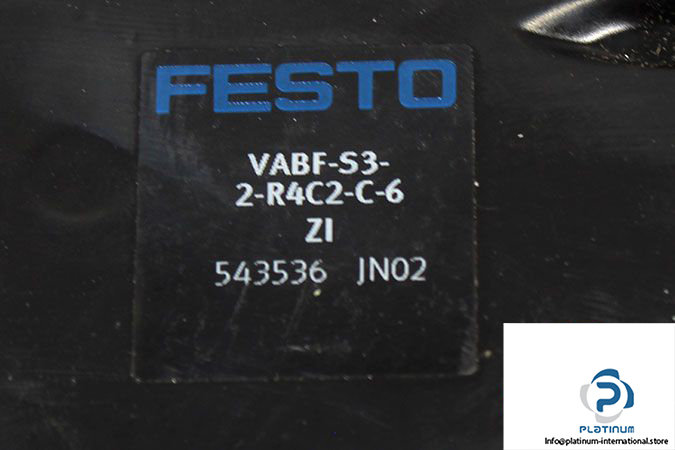 FESTO
VABF-S3-
2-R4C2-C-6
ZI
543536 JN02
P
PLATINUM
Info@platinum-international.store